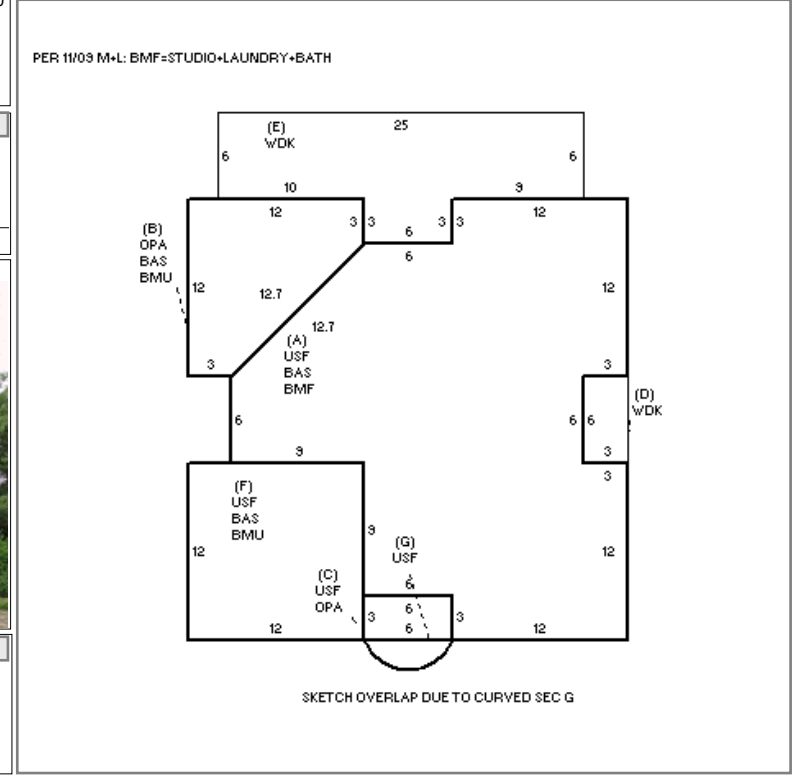 PER 11/09 M+L: BMF=STUDIO+LAUNDRY+BATH
25
(E)
WDK
6
6
10
9
12
12
3
3
3
3
6
6
(B)
OPA
BAS
BMU
12
12.7
12.7
12
(A)
USF
BAS
BMF
3
3
(D)
WDK
6
6
6
9
3
3
(F)
USF
BAS
BMU
9
(G)
USF
12
12
(C)
USF
OPA
6
6
3
3
12
6
12
SKETCH OVERLAP DUE TO CURVED SEC G